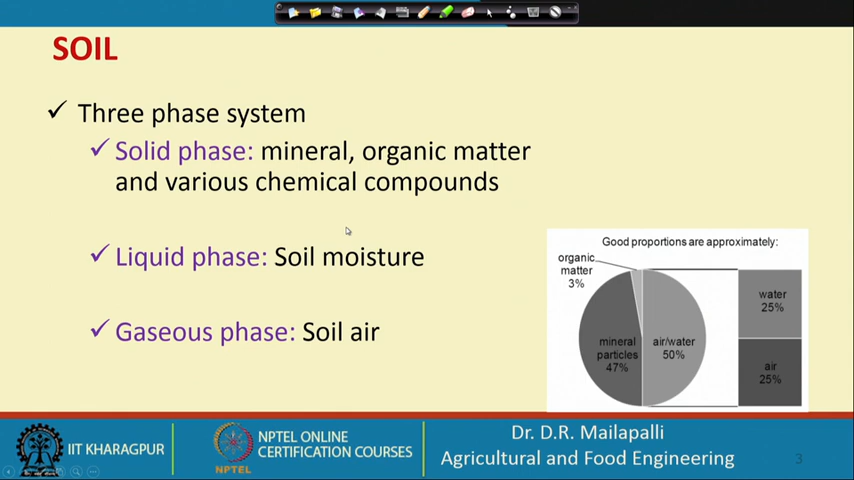 SOIL
✓ Three phase system
✓ Solid phase: mineral, organic matter
and various chemical compounds
✓ Liquid phase: Soil moisture
✓ Gaseous phase: Soil air
Good proportions are approximately:
organic
matter
3%
mineral
particles
47%
air/water
50%
water
25%
air
25%
IIT KHARAGPUR
NPTEL
NPTEL ONLINE
CERTIFICATION COURSES
Dr. D.R. Mailapalli
Agricultural and Food Engineering
3